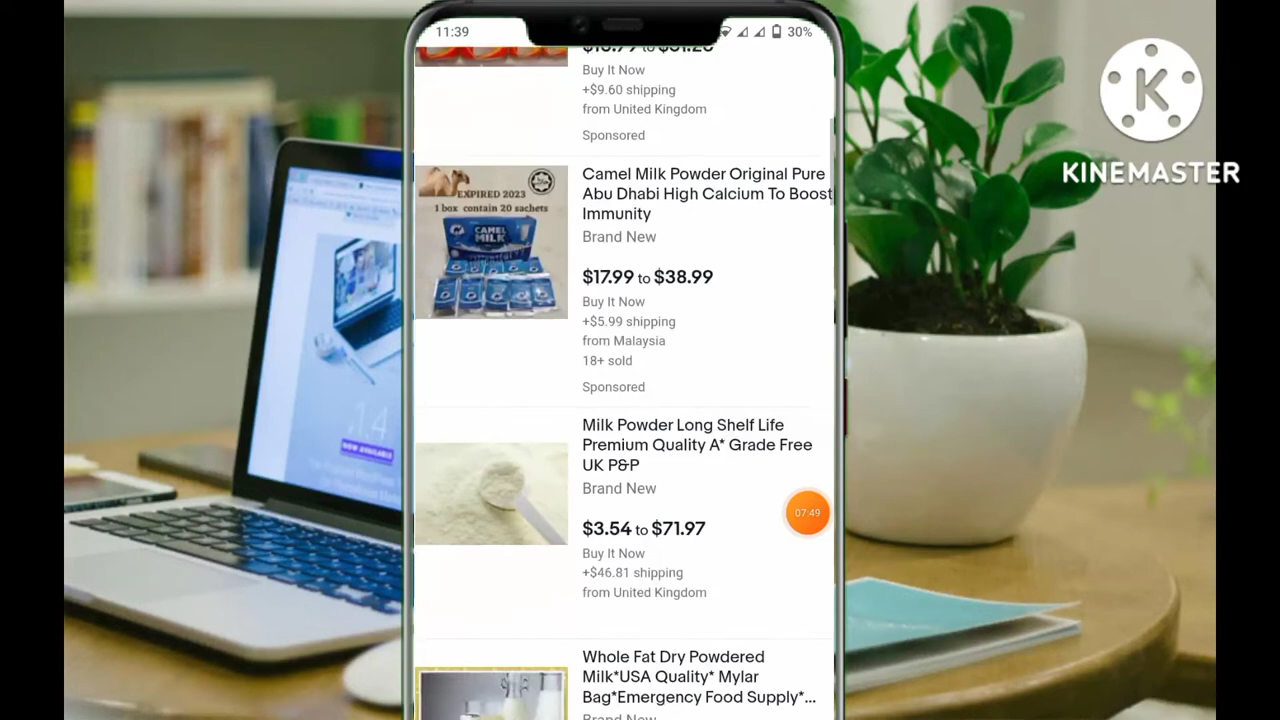 11:39
30%
Buy It Now
+$9.60 shipping
from United Kingdom
Sponsored
EXPIRED 2023
1 box contain 20 sachets
CAMEL
MILK
Camel Milk Powder Original Pure
Abu Dhabi High Calcium To Boost
Immunity
Brand New
$17.99 to $38.99
Buy It Now
+$5.99 shipping
from Malaysia
18+ sold
Sponsored
Milk Powder Long Shelf Life
Premium Quality A* Grade Free
UK P&P
Brand New
$3.54 to $71.97
Buy It Now
+$46.81 shipping
from United Kingdom
07:49
Whole Fat Dry Powdered
Milk*USA Quality* Mylar
Bag*Emergency Food Supply*...
Brand New
K
KINEMASTER